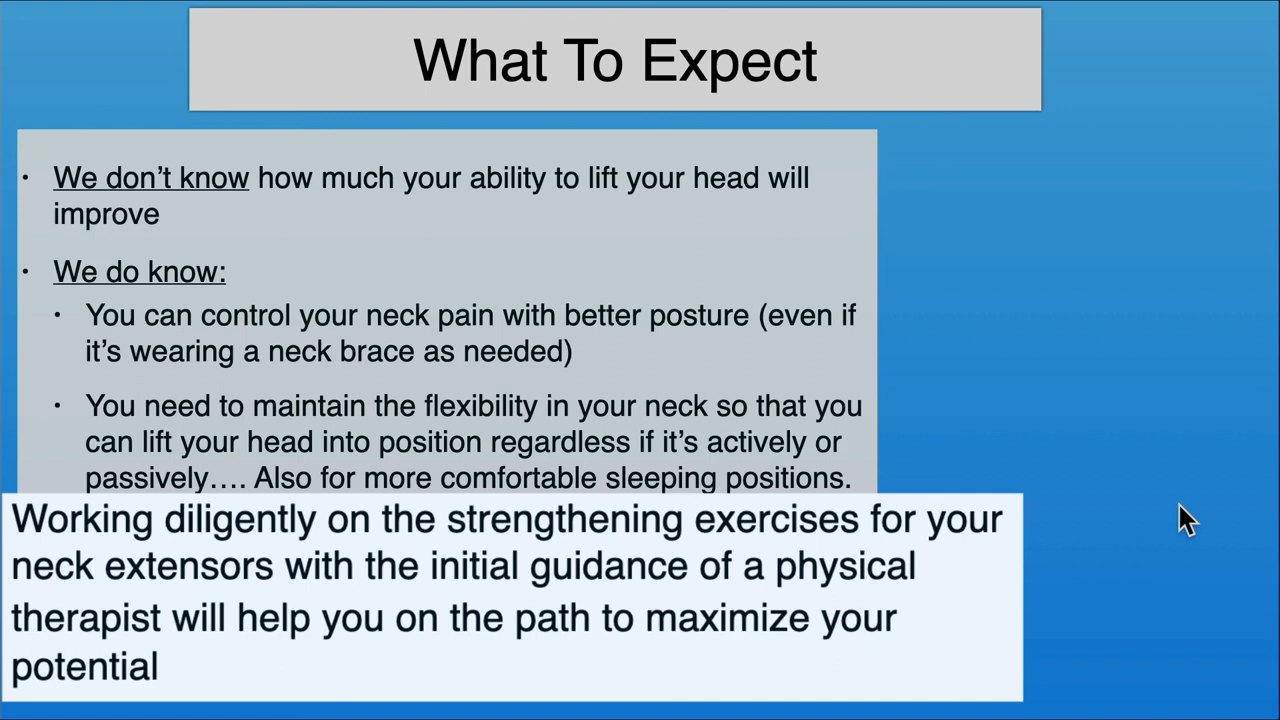 What To Expect
• We don’t know how much your ability to lift your head will
improve
• We do know:
• You can control your neck pain with better posture (even if
it’s wearing a neck brace as needed)
• You need to maintain the flexibility in your neck so that you
can lift your head into position regardless if it’s actively or
passively…. Also for more comfortable sleeping positions.
Working diligently on the strengthening exercises for your
neck extensors with the initial guidance of a physical
therapist will help you on the path to maximize your
potential